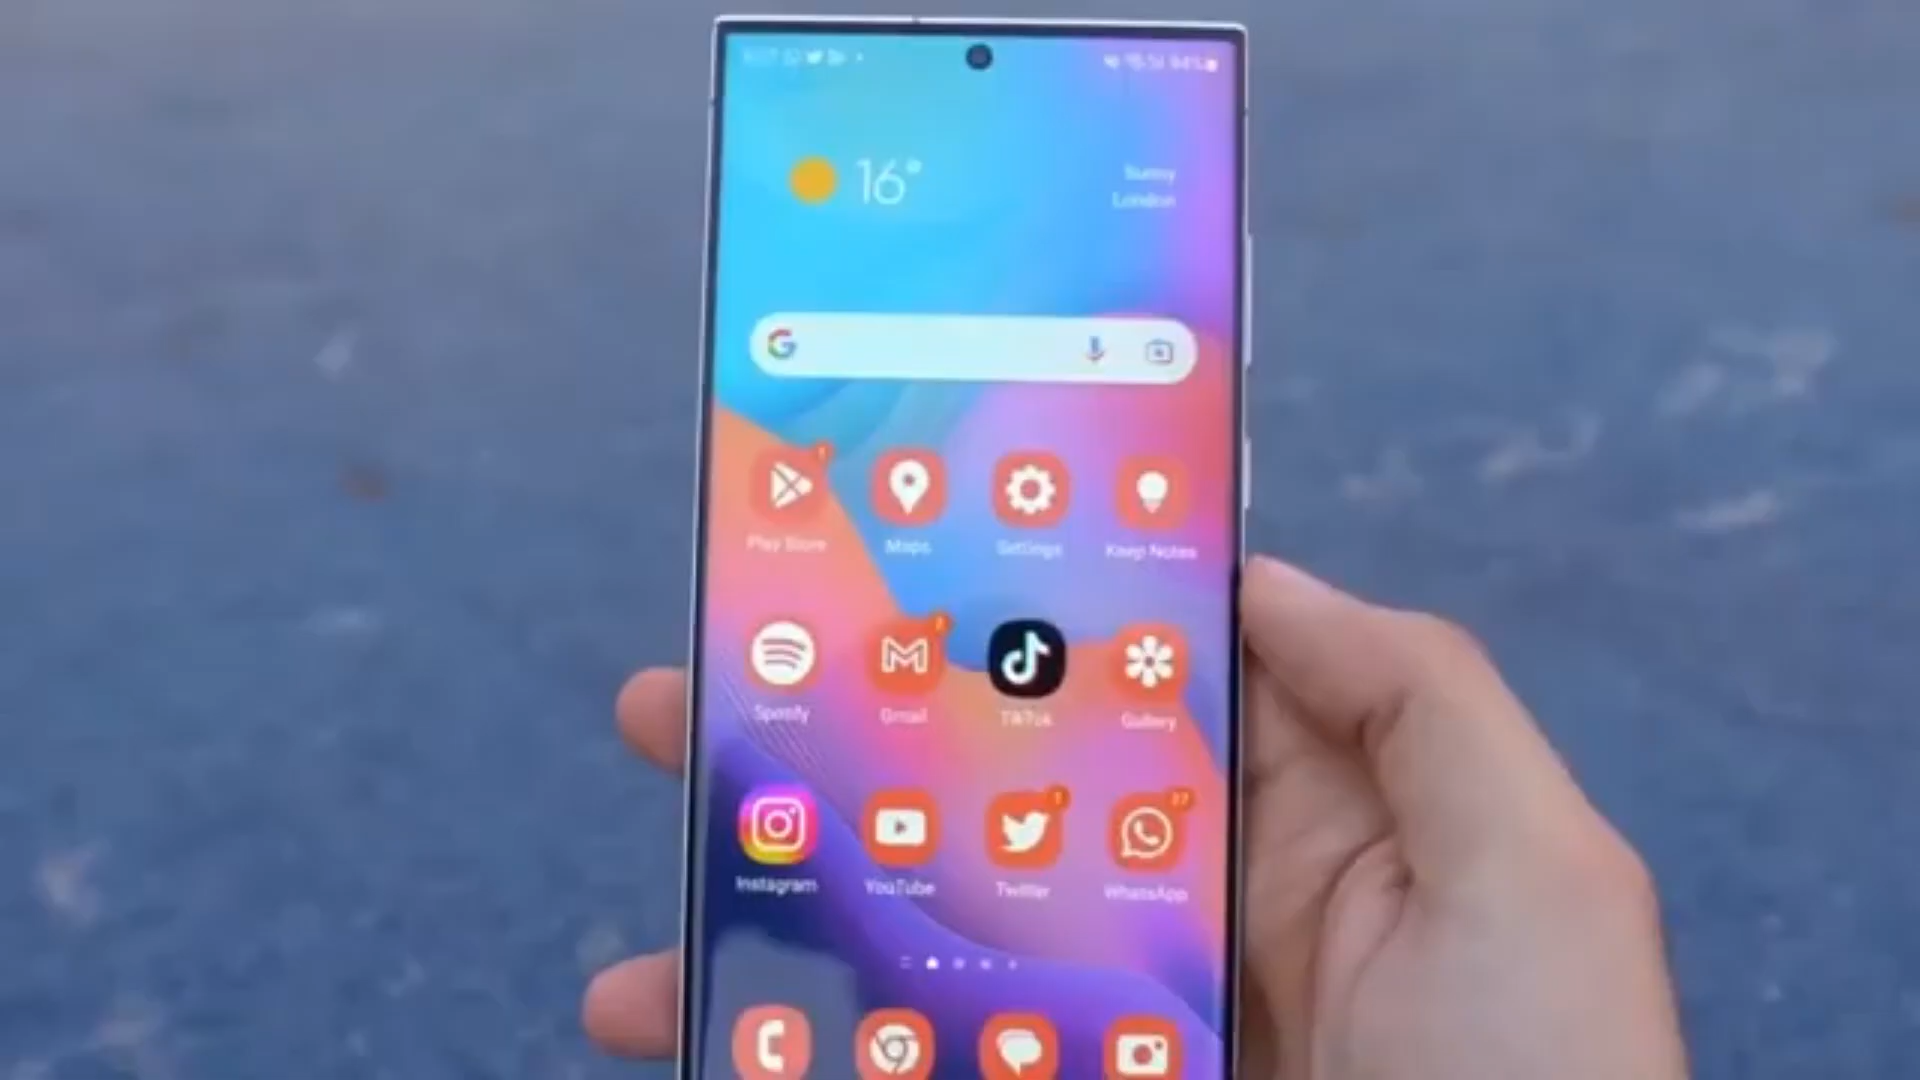 16°
Sunny
London
Play Store
Maps
Settings
Keep Notes
Spotify
Gmail
TikTok
Gallery
Instagram
YouTube
Twitter
WhatsApp